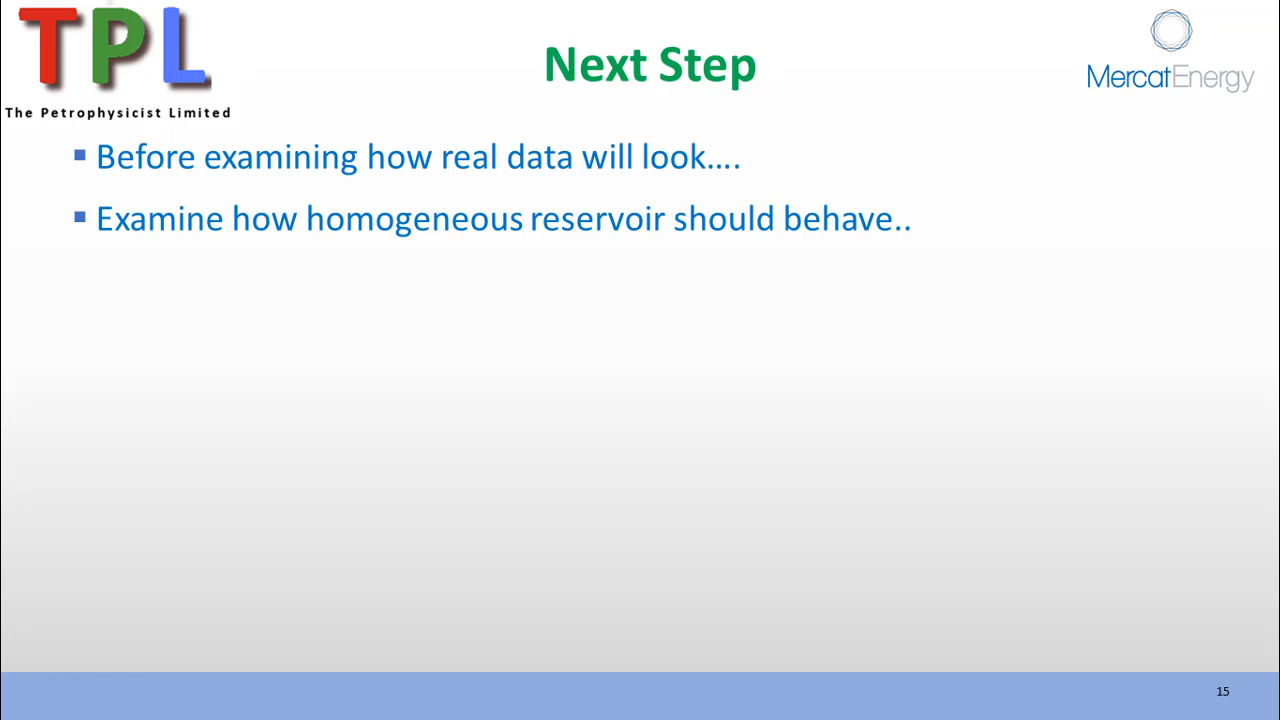 TPL
The Petrophysicist Limited
Next Step
MercatEnergy
▪ Before examining how real data will look....
▪ Examine how homogeneous reservoir should behave..
15